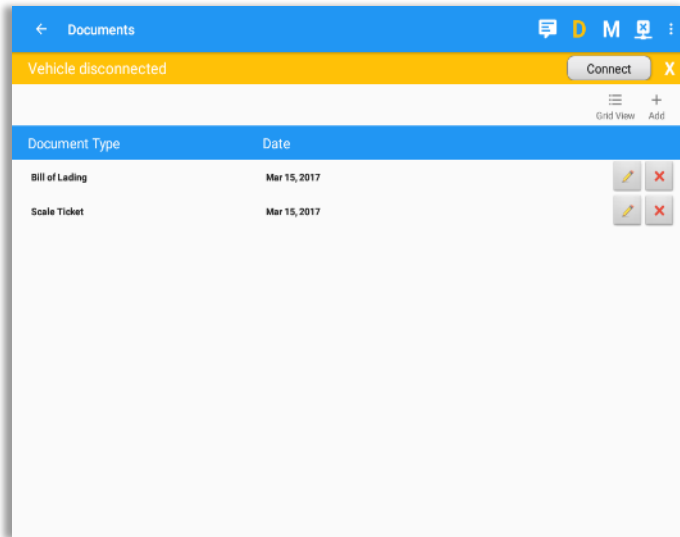 Documents D M
Vehicle disconnected Connect X
Grid View Add
Document Type Date
Bill of Lading Mar 15, 2017
Scale Ticket Mar 15, 2017